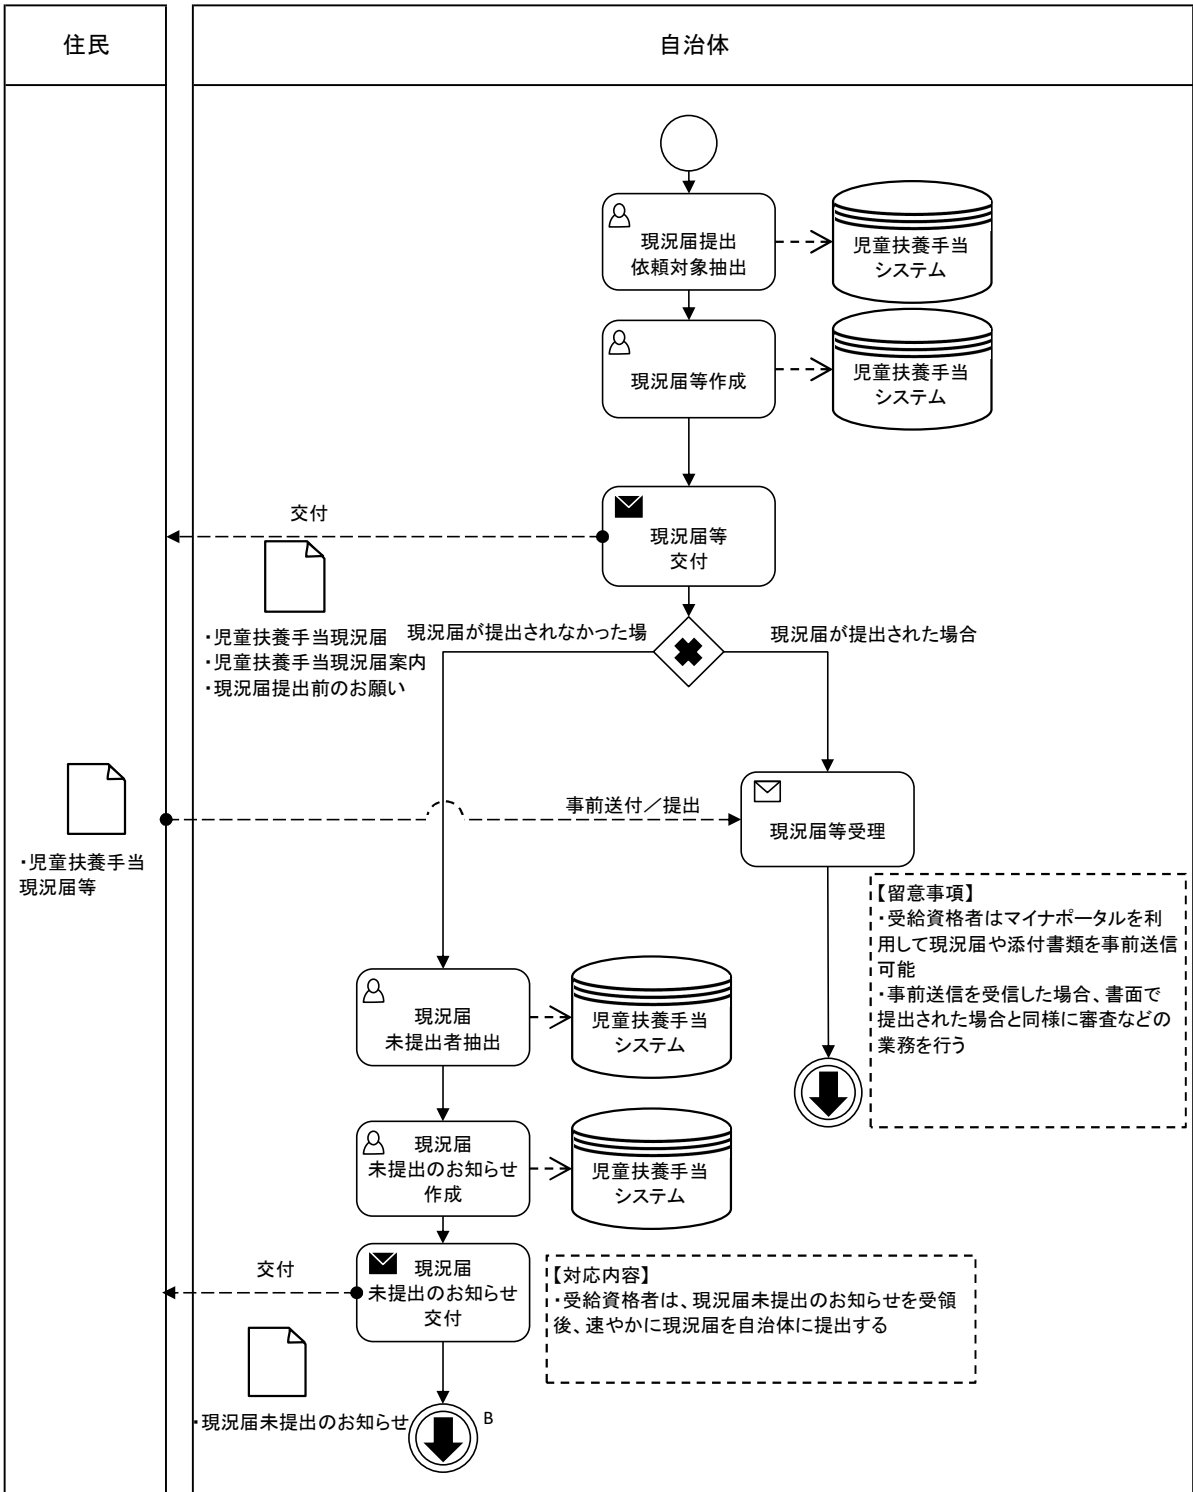 住民
自治体
現況届提出
依頼対象抽出
児童扶養手当
システム
現況届等作成
児童扶養手当
システム
交付
現況届等
交付
・児童扶養手当現況届
・児童扶養手当現況届案内
・現況届提出前のお願い
現況届が提出されなかった場
現況届が提出された場合
・児童扶養手当
現況届等
事前送付／提出
現況届等受理
【留意事項】
・受給資格者はマイナポータルを利
用して現況届や添付書類を事前送信
可能
・事前送信を受信した場合、書面で
提出された場合と同様に審査などの
業務を行う
現況届
未提出者抽出
児童扶養手当
システム
現況届
未提出のお知らせ
作成
児童扶養手当
システム
交付
現況届
未提出のお知らせ
交付
【対応内容】
・受給資格者は、現況届未提出のお知らせを受領
後、速やかに現況届を自治体に提出する
・現況届未提出のお知らせ
B